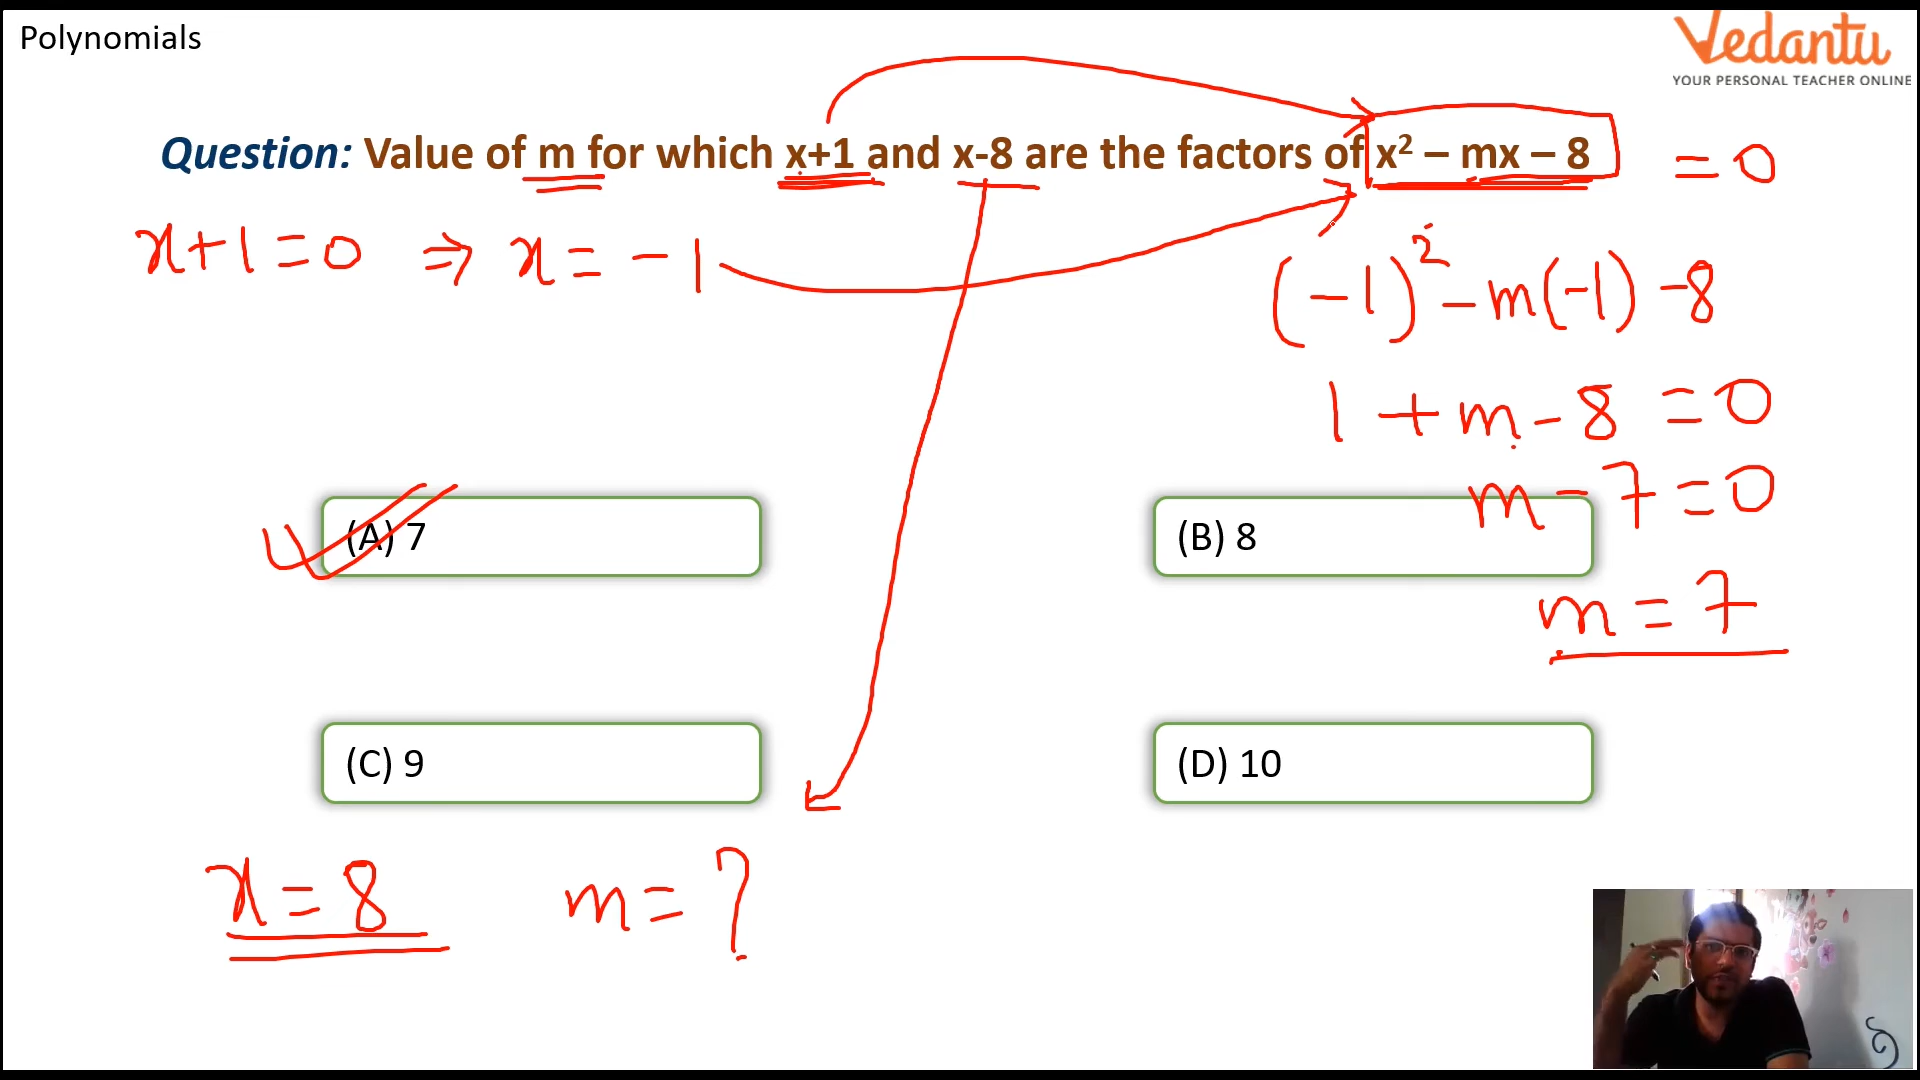 Polynomials
Vedantu
YOUR PERSONAL TEACHER ONLINE
Question: Value of m for which x+1 and x-8 are the factors of x² – mx – 8 = 0
x+1=0 ⇒ x = -1
(-1)² - m(-1) - 8
1 + m - 8 = 0
m - 7 = 0
(A) 7
(B) 8
m = 7
(C) 9
(D) 10
x = 8 m = ?